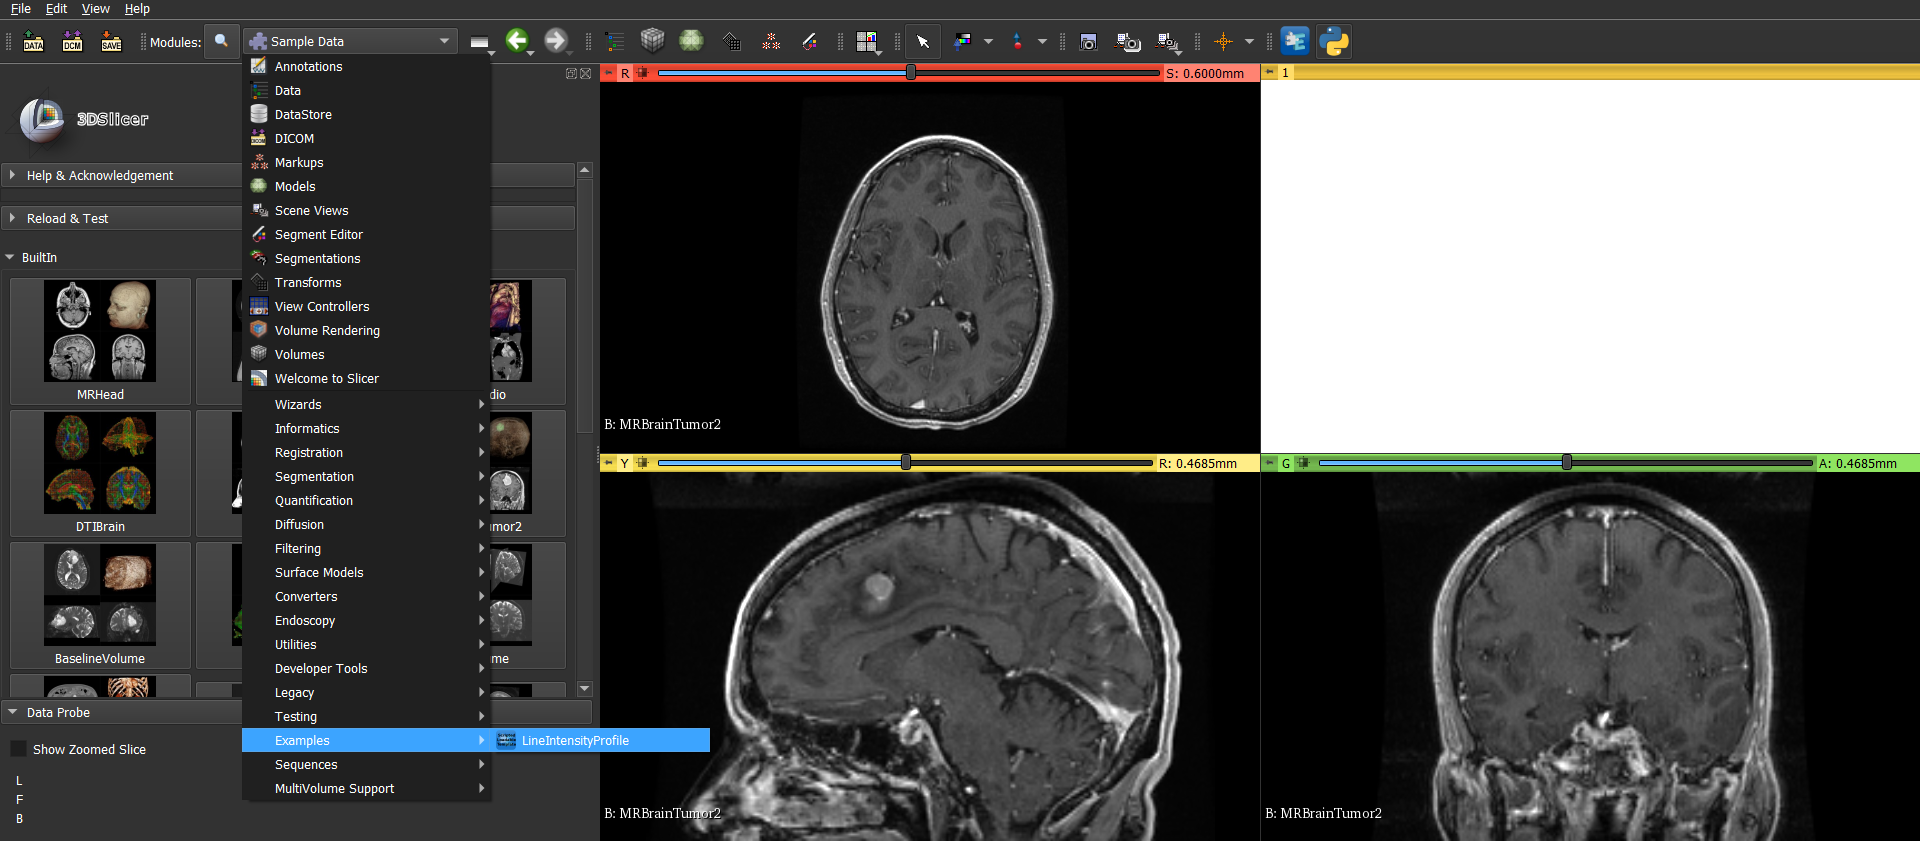 File Edit View Help
DATA DCM SAVE Modules: Sample Data
R S: 0.6000mm 1
3DSlicer
Help & Acknowledgement
Reload & Test
BuiltIn
MRHead dio
DTIBrain mor2
BaselineVolume me
Data Probe
Show Zoomed Slice
L
F
B
Annotations
Data
DataStore
DICOM
Markups
Models
Scene Views
Segment Editor
Segmentations
Transforms
View Controllers
Volume Rendering
Volumes
Welcome to Slicer
Wizards
Informatics
Registration
Segmentation
Quantification
Diffusion
Filtering
Surface Models
Converters
Endoscopy
Utilities
Developer Tools
Legacy
Testing
Examples LineIntensityProfile
Sequences
MultiVolume Support
B: MRBrainTumor2
Y R: 0.4685mm
G A: 0.4685mm
B: MRBrainTumor2
B: MRBrainTumor2